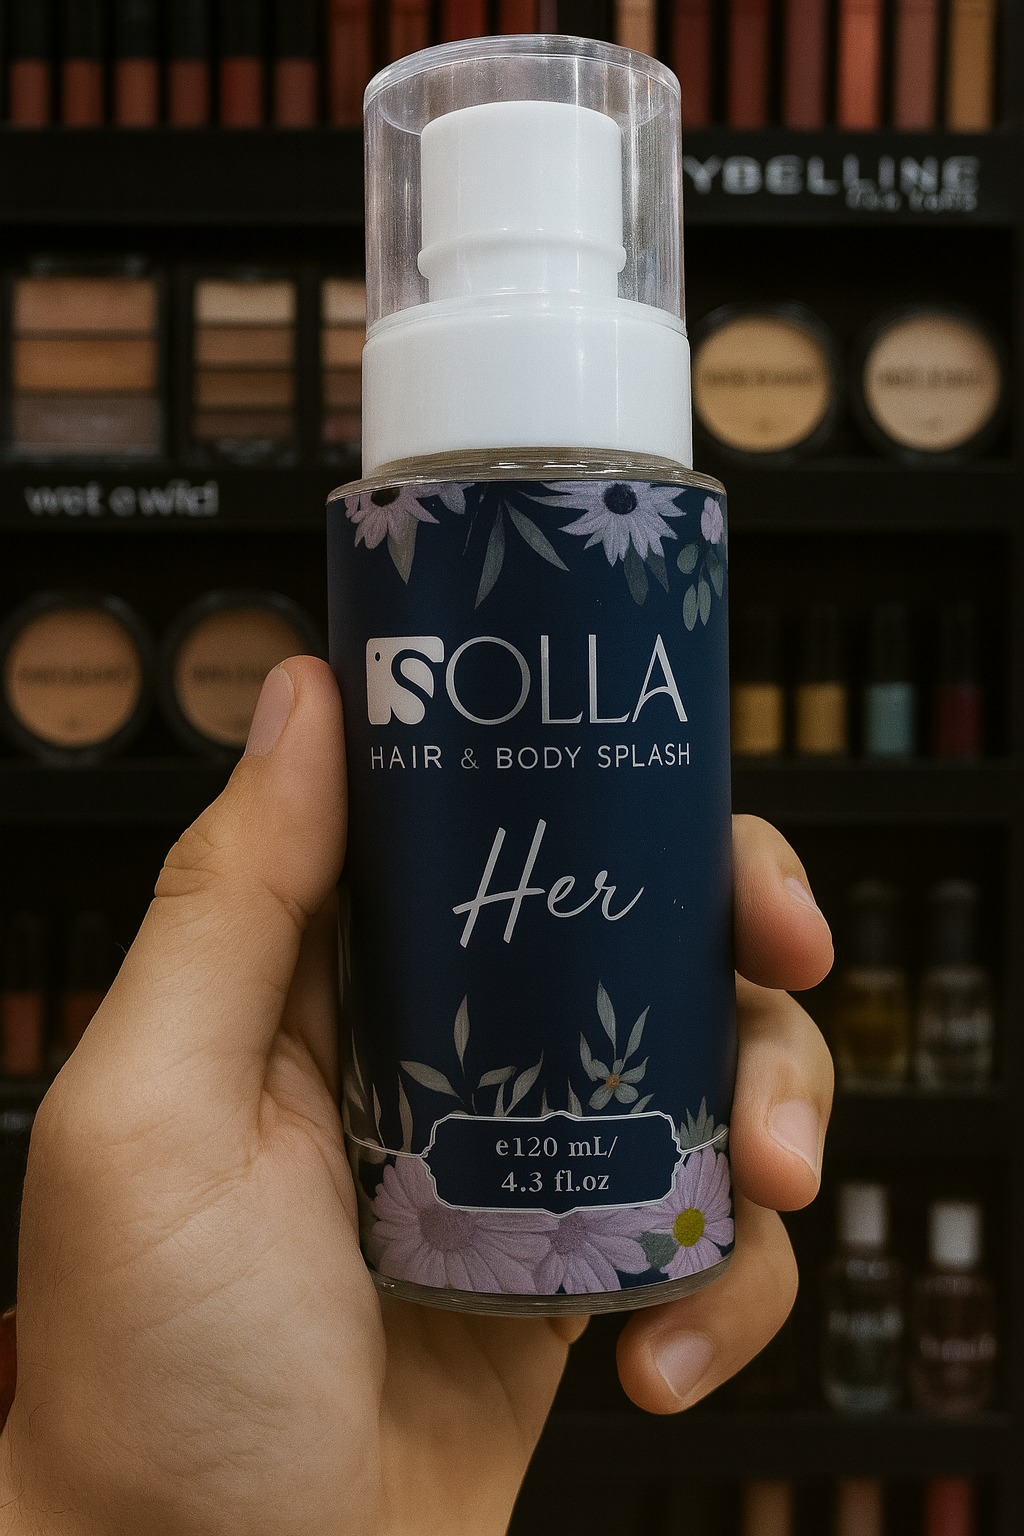 YBELLINE
wet n wild
SOLLA
HAIR & BODY SPLASH
Her
e120 mL/
4.3 fl.oz